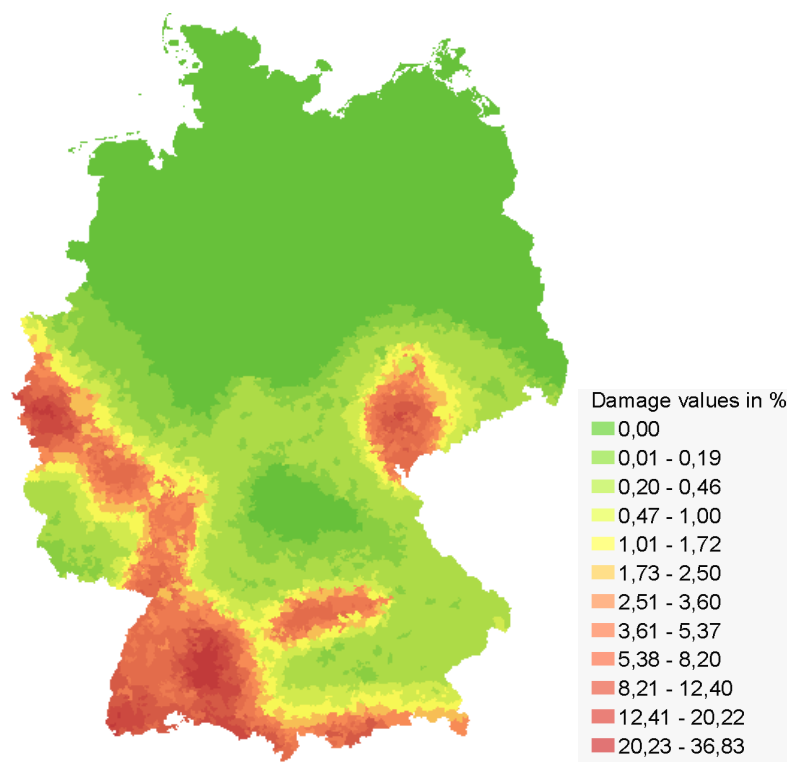 Damage values in %
0,00
0,01 - 0,19
0,20 - 0,46
0,47 - 1,00
1,01 - 1,72
1,73 - 2,50
2,51 - 3,60
3,61 - 5,37
5,38 - 8,20
8,21 - 12,40
12,41 - 20,22
20,23 - 36,83